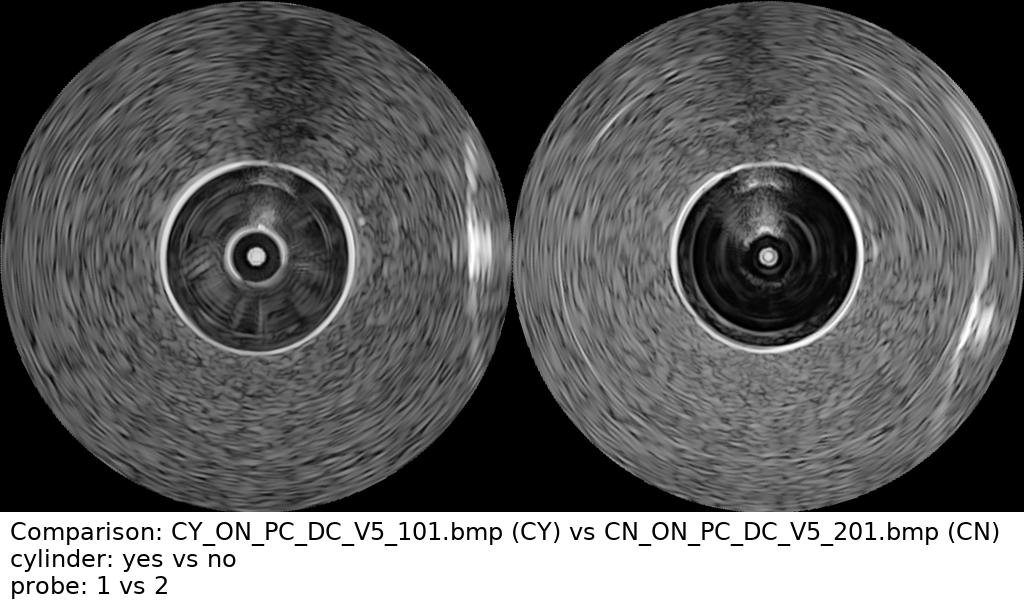 Comparison: CY_ON_PC_DC_V5_101.bmp (CY) vs CN_ON_PC_DC_V5_201.bmp (CN)
cylinder: yes vs no
probe: 1 vs 2